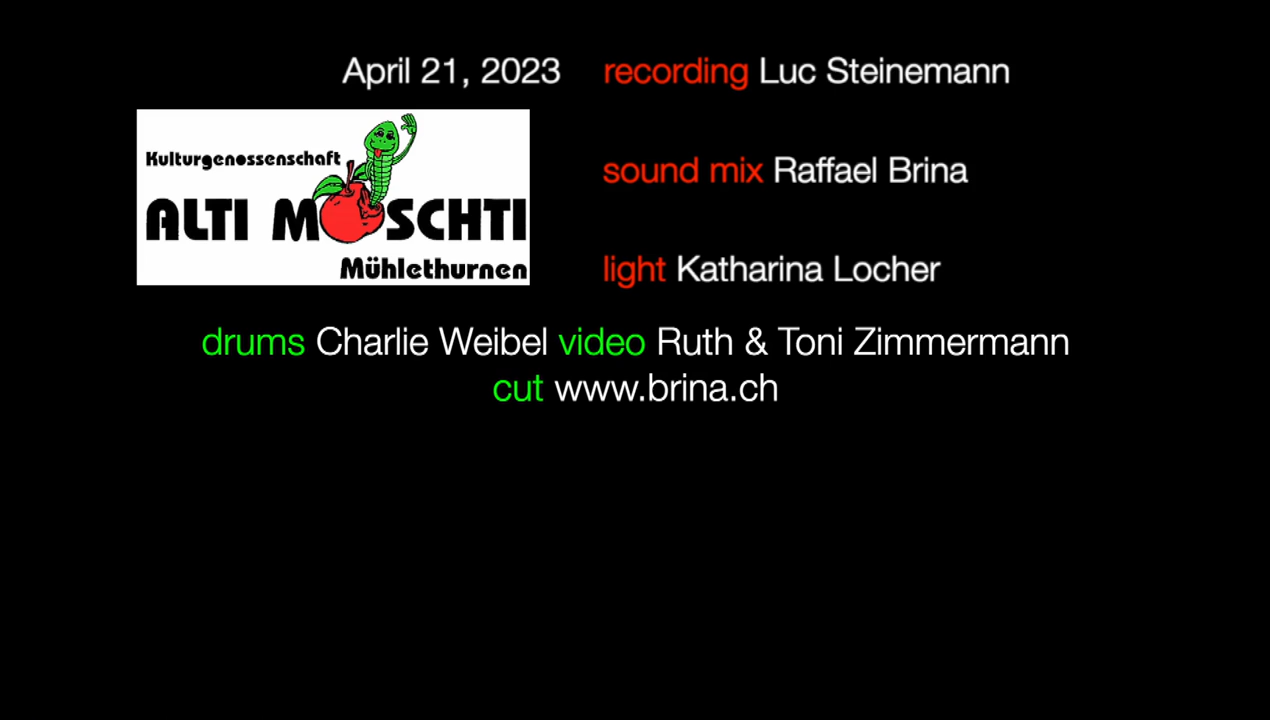 April 21, 2023 recording Luc Steinemann
Kulturgenossenschaft
ALTI MOSCHTI
Mühlethurnen
sound mix Raffael Brina
light Katharina Locher
drums Charlie Weibel video Ruth & Toni Zimmermann
cut www.brina.ch